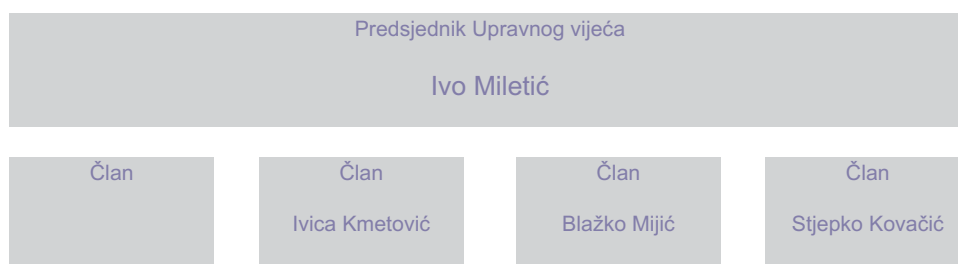 Predsjednik Upravnog vijeća
Ivo Miletić
Član
Član
Ivica Kmetović
Član
Blažko Mijić
Član
Stjepko Kovačić